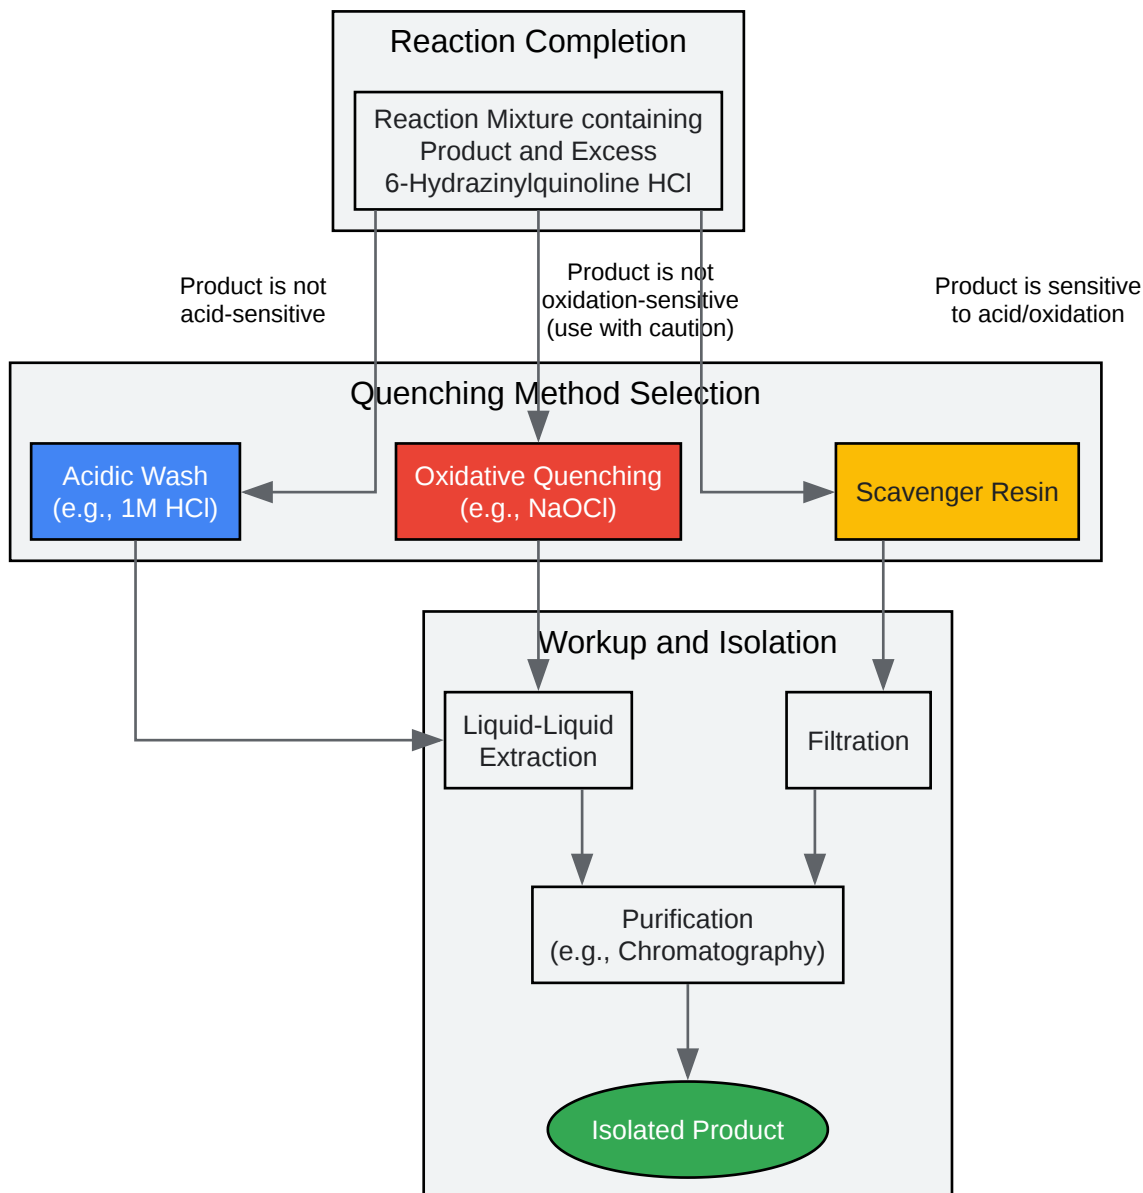 Reaction Completion
Reaction Mixture containing
Product and Excess
6-Hydrazinylquinoline HCl
Product is not
acid-sensitive
Product is not
oxidation-sensitive
(use with caution)
Product is sensitive
to acid/oxidation
Quenching Method Selection
Acidic Wash
(e.g., 1M HCl)
Oxidative Quenching
(e.g., NaOCl)
Scavenger Resin
Workup and Isolation
Liquid-Liquid
Extraction
Filtration
Purification
(e.g., Chromatography)
Isolated Product